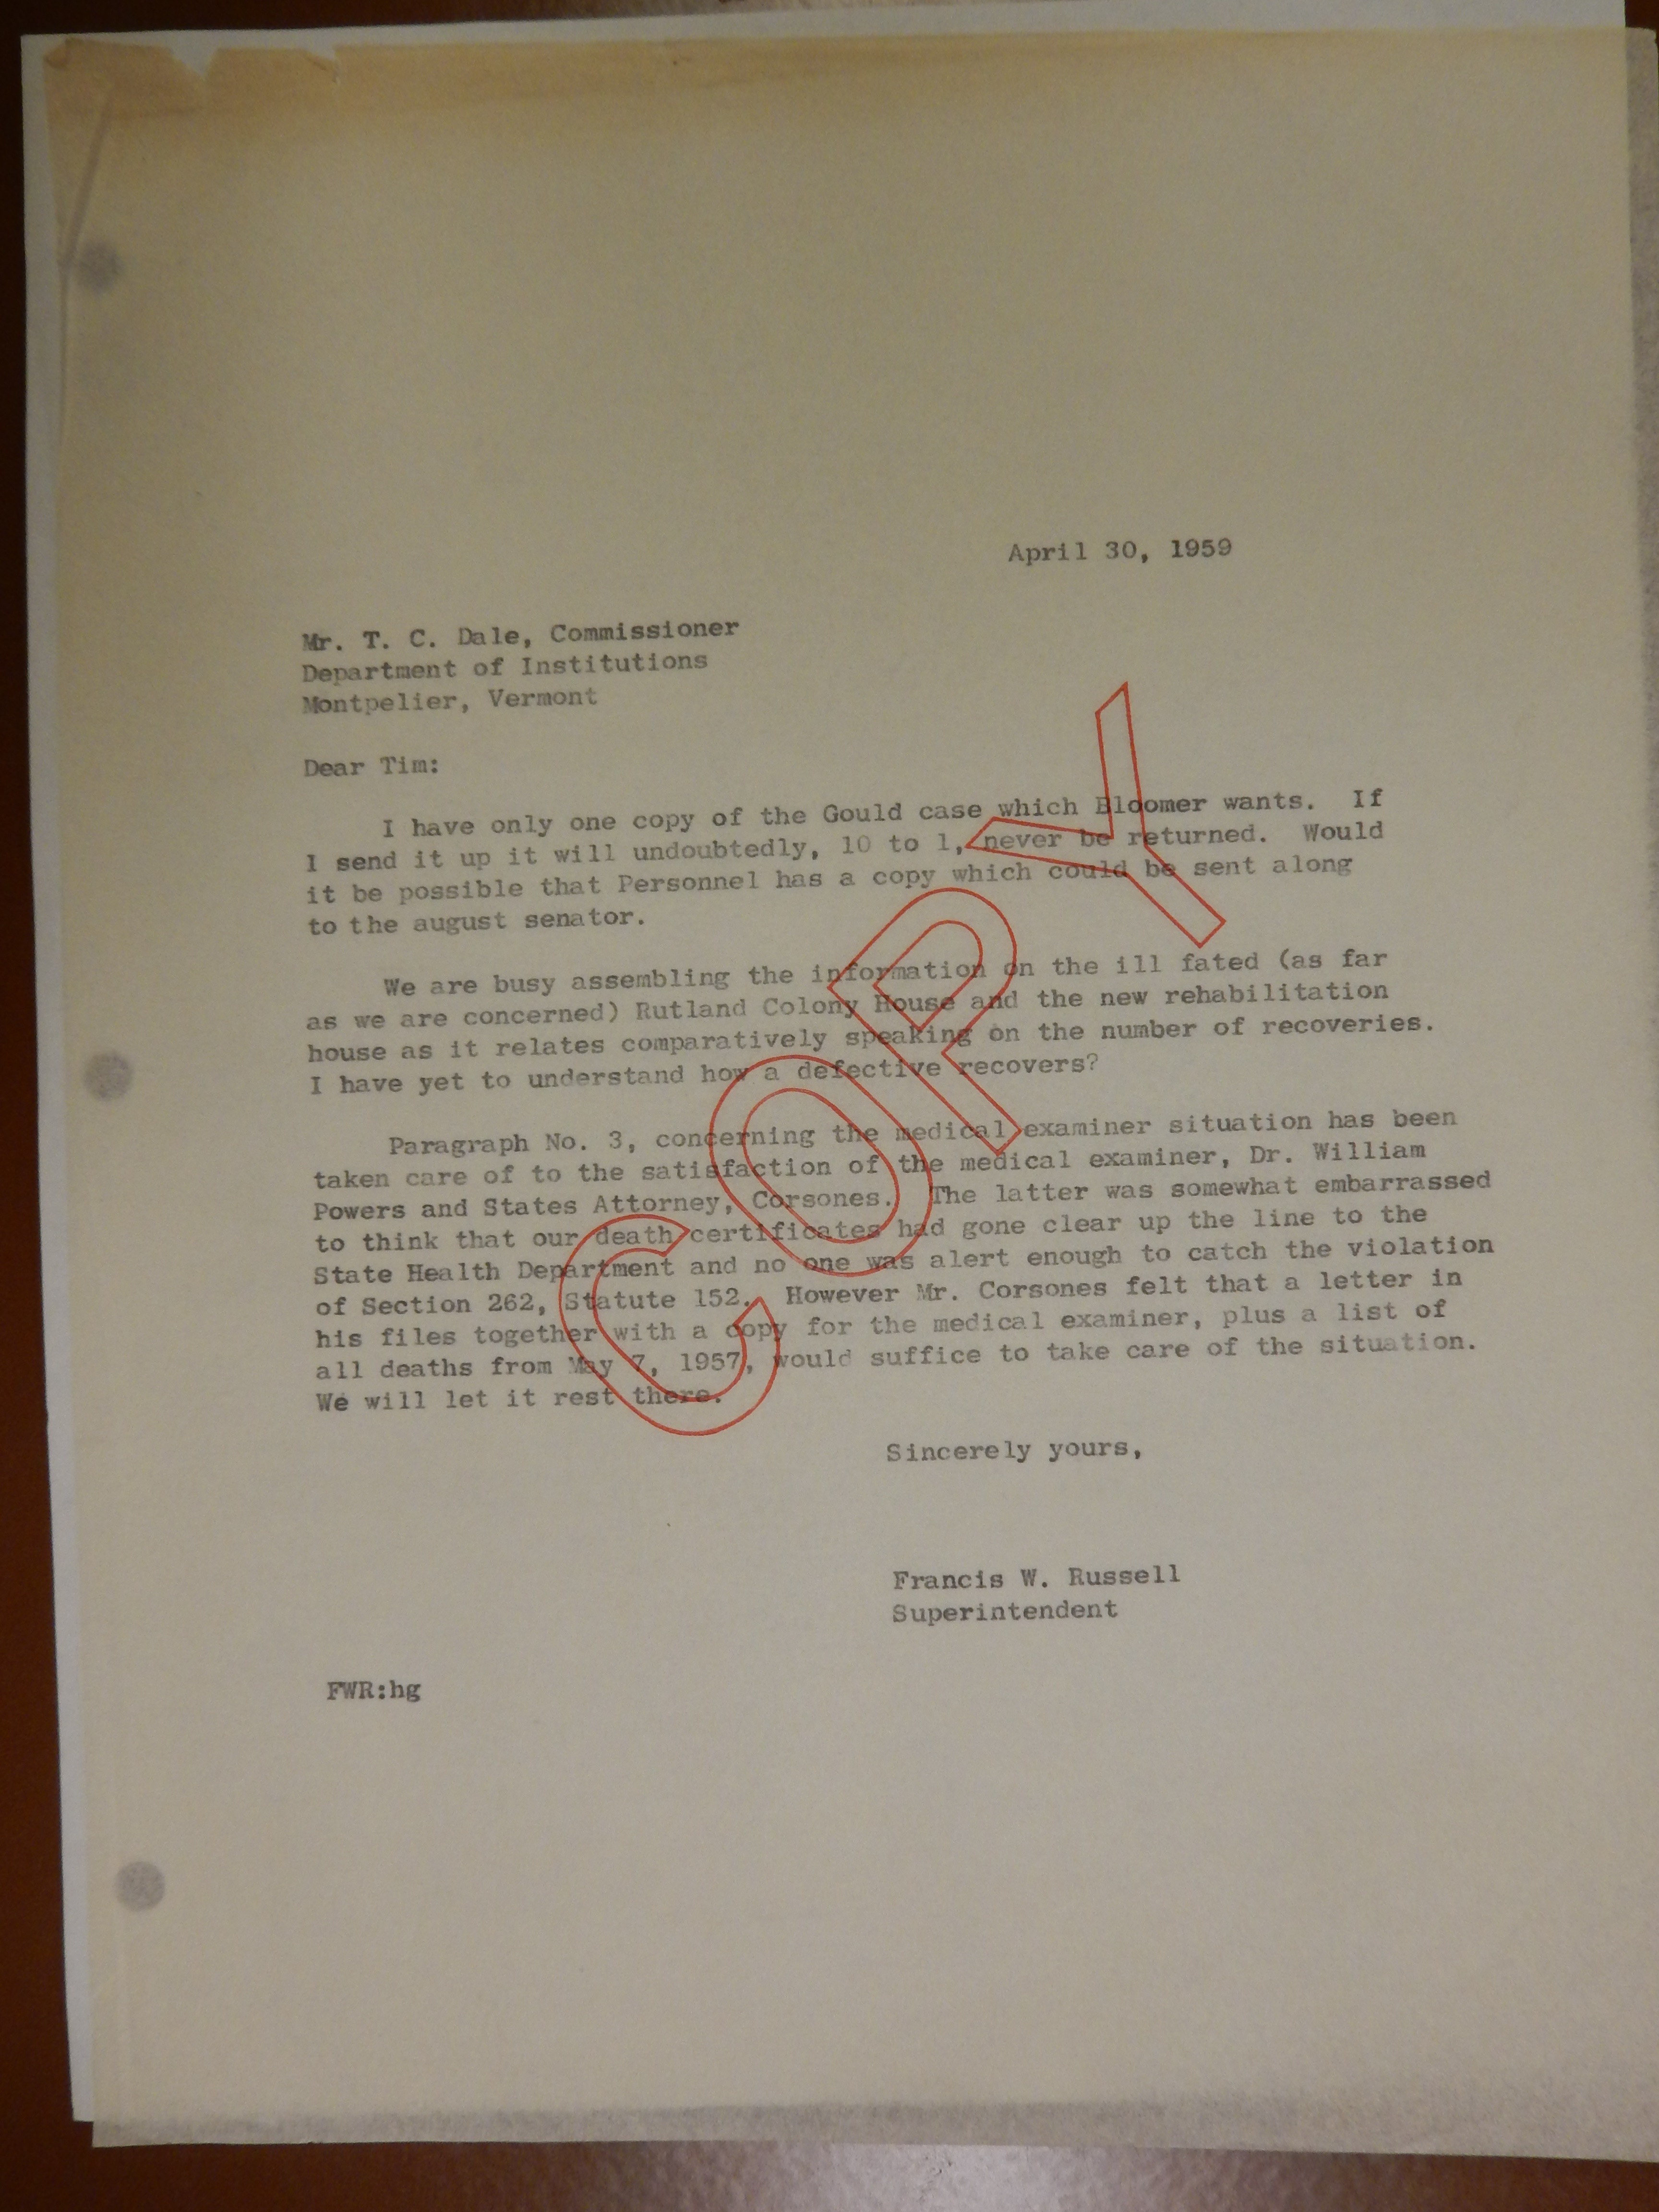 April 30, 1959
Mr. T. C. Dale, Commissioner
Department of Institutions
Montpelier, Vermont
Dear Tim:
I have only one copy of the Gould case which Bloomer wants. If
I send it up it will undoubtedly, 10 to 1, never be returned. Would
it be possible that Personnel has a copy which could be sent along
to the august senator.
We are busy assembling the information on the ill fated (as far
as we are concerned) Rutland Colony House and the new rehabilitation
house as it relates comparatively speaking on the number of recoveries.
I have yet to understand how a defective recovers?
Paragraph No. 3, concerning the medical examiner situation has been
taken care of to the satisfaction of the medical examiner, Dr. William
Powers and States Attorney, Corsones. The latter was somewhat embarrassed
to think that our death certificates had gone clear up the line to the
State Health Department and no one was alert enough to catch the violation
of Section 262, Statute 152. However Mr. Corsones felt that a letter in
his files together with a copy for the medical examiner, plus a list of
all deaths from May 7, 1957, would suffice to take care of the situation.
We will let it rest there.
Sincerely yours,
Francis W. Russell
Superintendent
FWR:hg
COPY